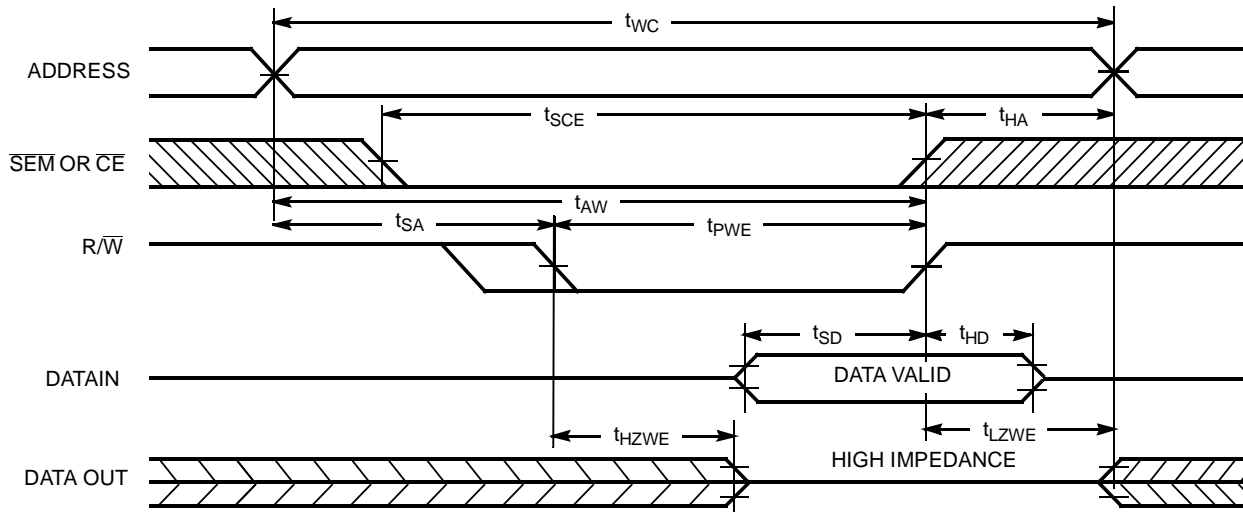 tWC
ADDRESS
tSCE
tHA
SEM OR CE
tAW
tSA
tPWE
R/W
tSD
tHD
DATAIN
DATA VALID
tHZWE
tLZWE
HIGH IMPEDANCE
DATA OUT